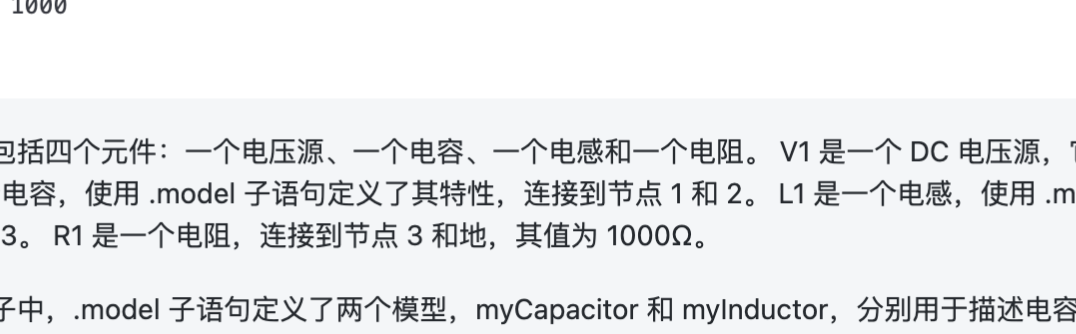 1000
包括四个元件：一个电压源、一个电容、一个电感和一个电阻。 V1 是一个 DC 电压源，
电容，使用 .model 子语句定义了其特性，连接到节点 1 和 2。 L1 是一个电感，使用 .m
3。 R1 是一个电阻，连接到节点 3 和地，其值为 1000Ω。
子中，.model 子语句定义了两个模型，myCapacitor 和 myInductor，分别用于描述电容